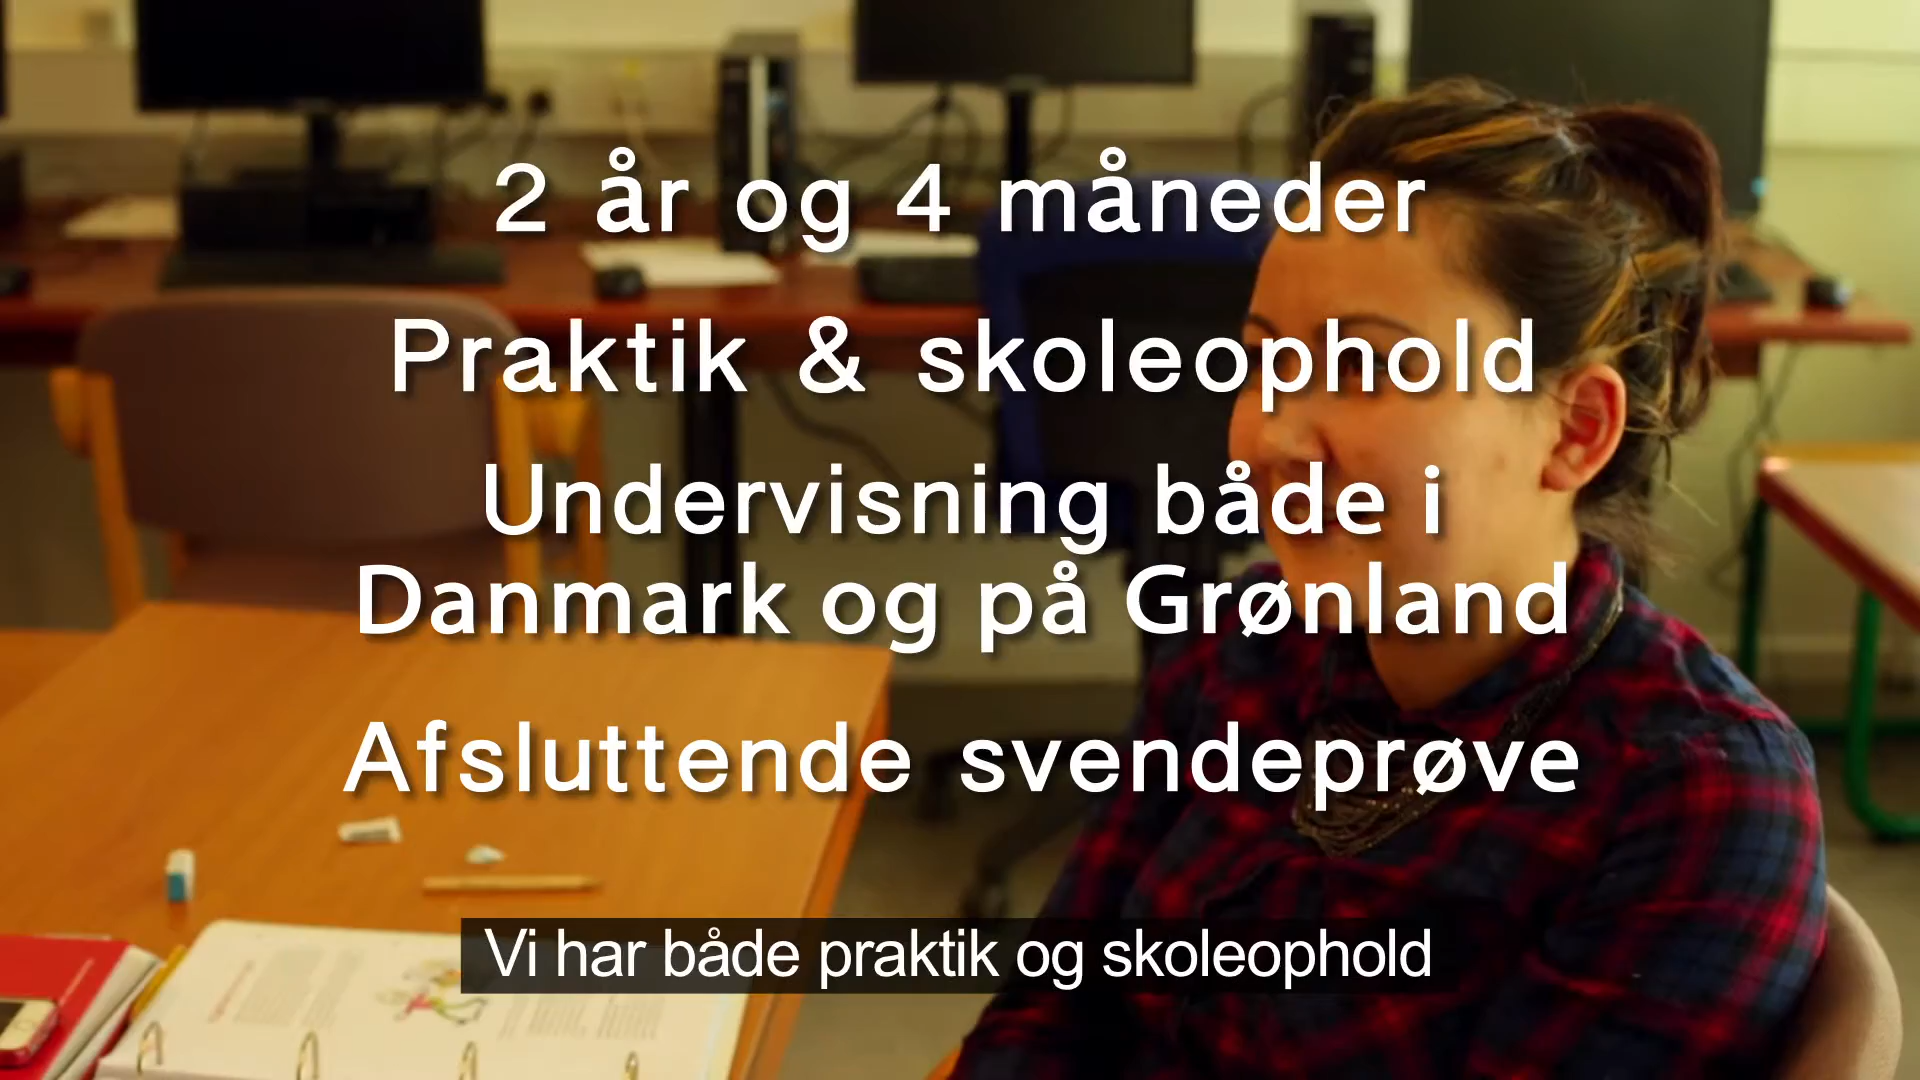 2 år og 4 måneder
Praktik & skoleophold
Undervisning både i
Danmark og på Grønland
Afsluttende svendeprøve
Vi har både praktik og skoleophold